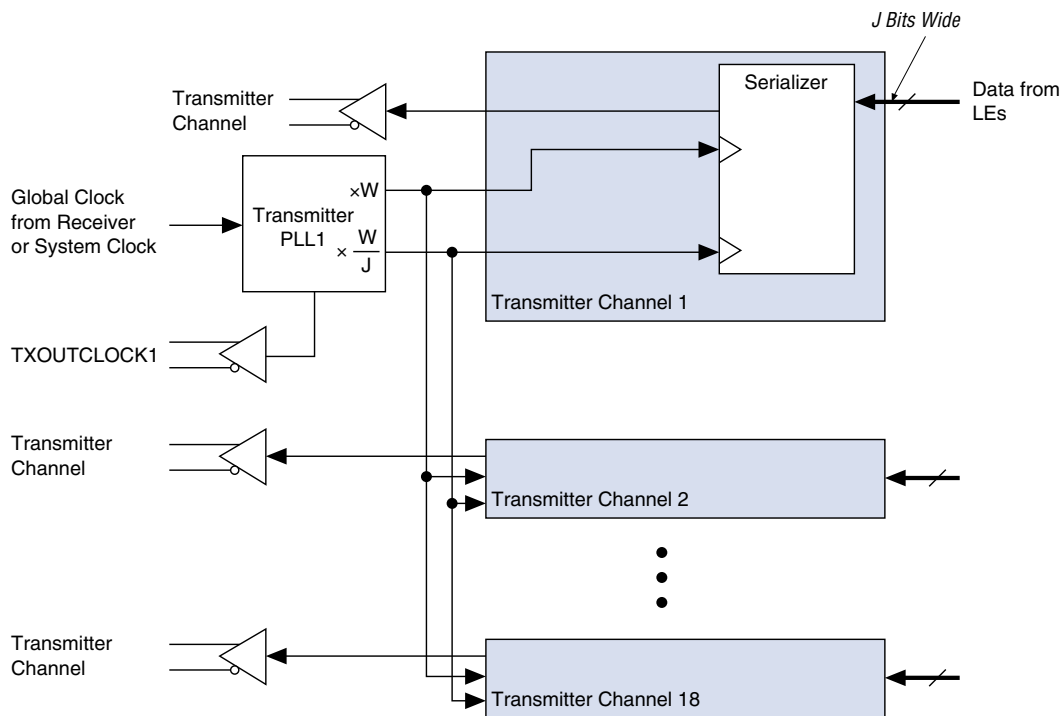 J Bits Wide
Serializer
Transmitter
Channel
Data from
LEs
Global Clock
from Receiver
or System Clock
×W
Transmitter
PLL1
× W
J
Transmitter Channel 1
TXOUTCLOCK1
Transmitter
Channel
Transmitter Channel 2
Transmitter
Channel
Transmitter Channel 18